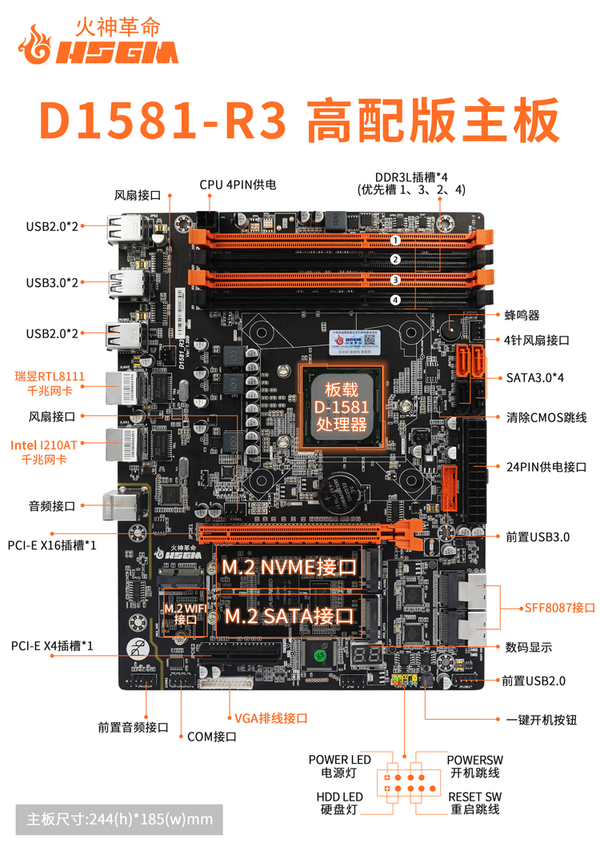 火神革命
HSGM
D1581-R3 高配版主板
风扇接口
CPU 4PIN供电
DDR3L插槽*4
(优先槽 1、3、2、4)
USB2.0*2
USB3.0*2
USB2.0*2
瑞昱RTL8111
千兆网卡
风扇接口
Intel I210AT
千兆网卡
音频接口
PCI-E X16插槽*1
PCI-E X4插槽*1
前置音频接口
COM接口
VGA排线接口
1
2
3
4
D1581_R3
板载
D-1581
处理器
火神革命
HSGM
M.2 NVME接口
M.2 WIFI
接口
M.2 SATA接口
蜂鸣器
4针风扇接口
SATA3.0*4
清除CMOS跳线
24PIN供电接口
前置USB3.0
SFF8087接口
数码显示
前置USB2.0
一键开机按钮
POWER LED
电源灯
POWERSW
开机跳线
HDD LED
硬盘灯
RESET SW
重启跳线
主板尺寸:244(h)*185(w)mm